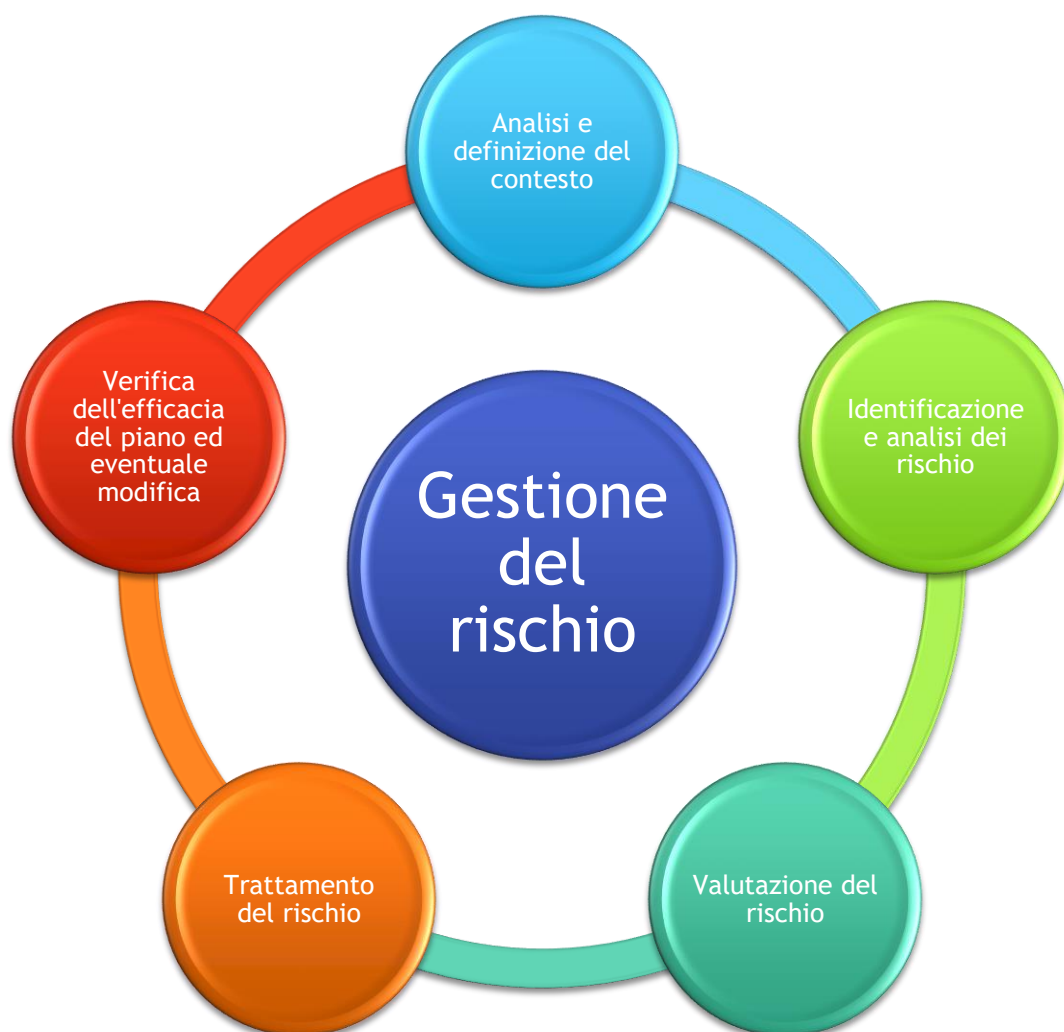 Analisi e
definizione del
contesto
Identificazione
e analisi dei
rischio
Valutazione del
rischio
Trattamento
del rischio
Verifica
dell'efficacia
del piano ed
eventuale
modifica
Gestione
del
rischio